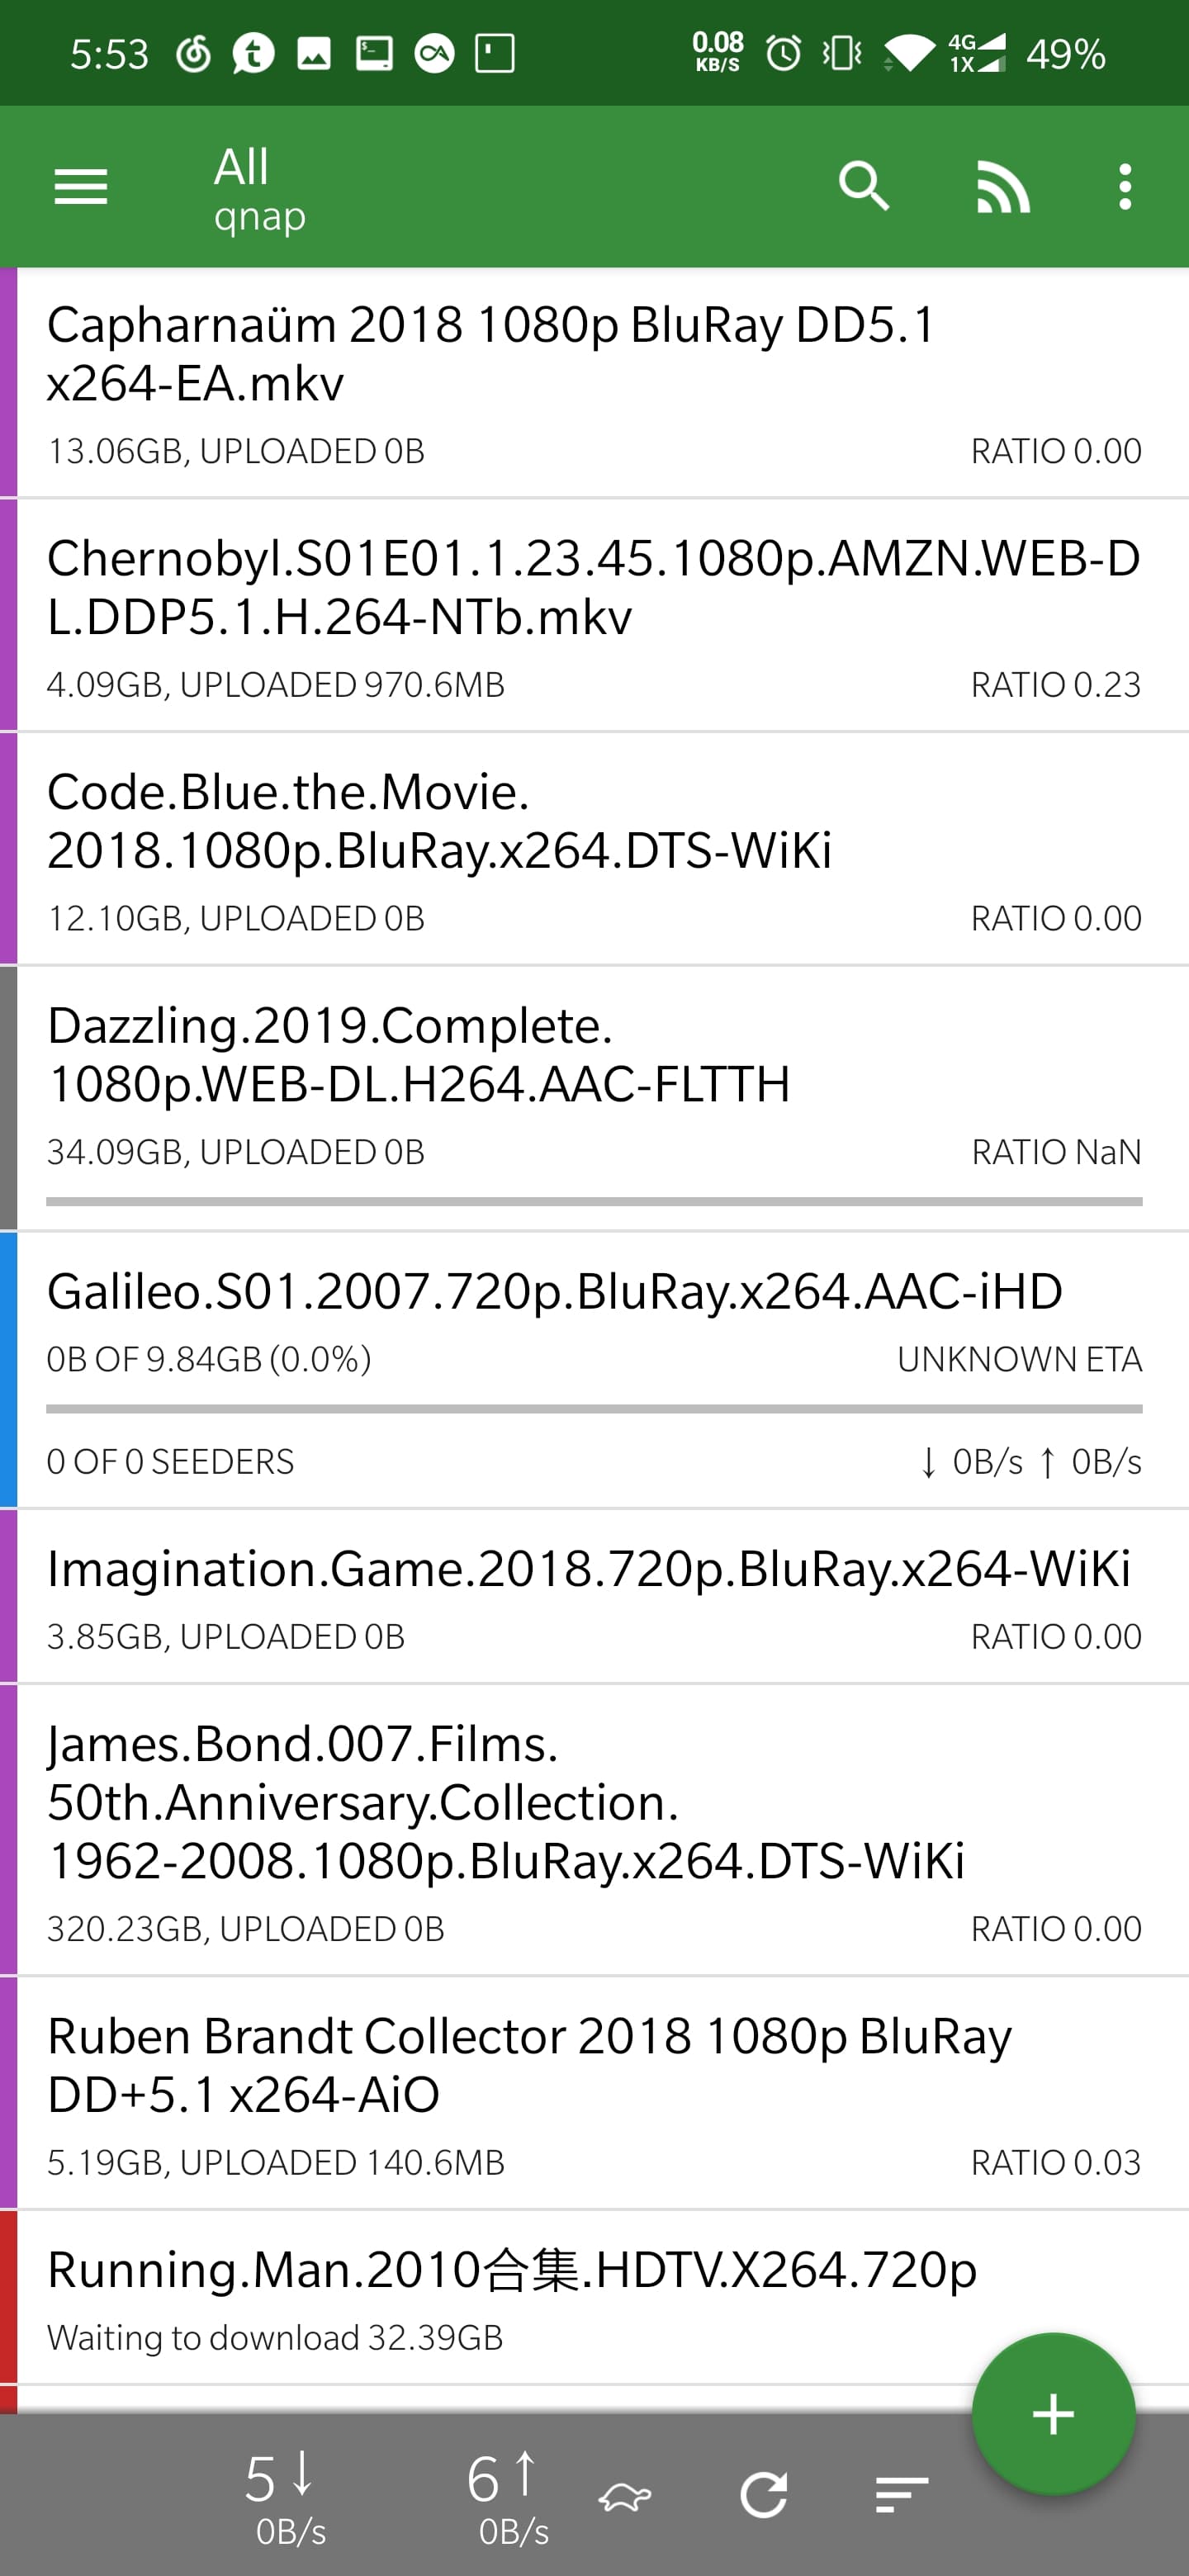 5:53
0.08
KB/S
4G
1X
49%
All
qnap
Capharnaüm 2018 1080p BluRay DD5.1
x264-EA.mkv
13.06GB, UPLOADED 0B
RATIO 0.00
Chernobyl.S01E01.1.23.45.1080p.AMZN.WEB-D
L.DDP5.1.H.264-NTb.mkv
4.09GB, UPLOADED 970.6MB
RATIO 0.23
Code.Blue.the.Movie.
2018.1080p.BluRay.x264.DTS-WiKi
12.10GB, UPLOADED 0B
RATIO 0.00
Dazzling.2019.Complete.
1080p.WEB-DL.H264.AAC-FLTTH
34.09GB, UPLOADED 0B
RATIO NaN
Galileo.S01.2007.720p.BluRay.x264.AAC-iHD
0B OF 9.84GB (0.0%)
UNKNOWN ETA
0 OF 0 SEEDERS
↓ 0B/s ↑ 0B/s
Imagination.Game.2018.720p.BluRay.x264-WiKi
3.85GB, UPLOADED 0B
RATIO 0.00
James.Bond.007.Films.
50th.Anniversary.Collection.
1962-2008.1080p.BluRay.x264.DTS-WiKi
320.23GB, UPLOADED 0B
RATIO 0.00
Ruben Brandt Collector 2018 1080p BluRay
DD+5.1 x264-AiO
5.19GB, UPLOADED 140.6MB
RATIO 0.03
Running.Man.2010合集.HDTV.X264.720p
Waiting to download 32.39GB
5↓
0B/s
6↑
0B/s